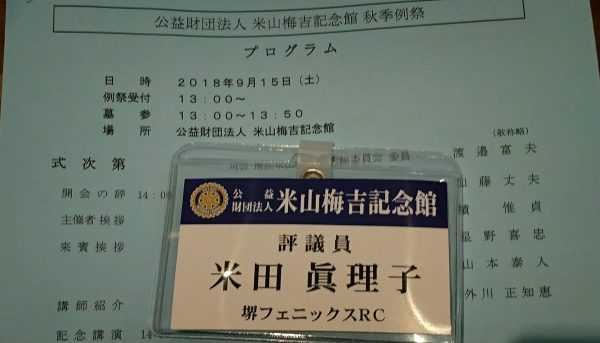 公益財団法人 米山梅吉記念館 秋季例祭
プログラム
日 時 2018年9月15日(土)
例祭受付 13:00~
墓 参 13:00~13:50
場 所 公益財団法人 米山梅吉記念館
(敬称略)
式 次 第
委員 渡邉富夫
開会の辞 14:00
加藤丈夫
主催者挨拶
惟貞
来賓挨拶
星野喜忠
山本泰人
外川正知恵
講師紹介
記念講演 14
公益財団法人 米山梅吉記念館
評議員
米田 眞理子
堺フェニックスRC